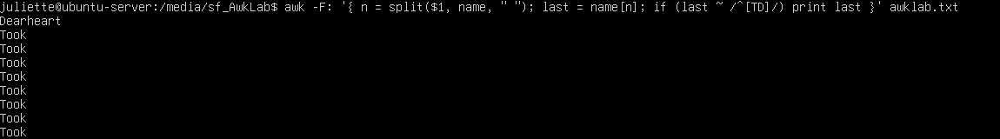 juliette@ubuntu-server:/media/sf_AwkLab$ awk -F: '{ n = split($1, name, " "); last = name[n]; if (last ~ /^[TD]/) print last }' awklab.txt
Dearheart
Took
Took
Took
Took
Took
Took
Took
Took